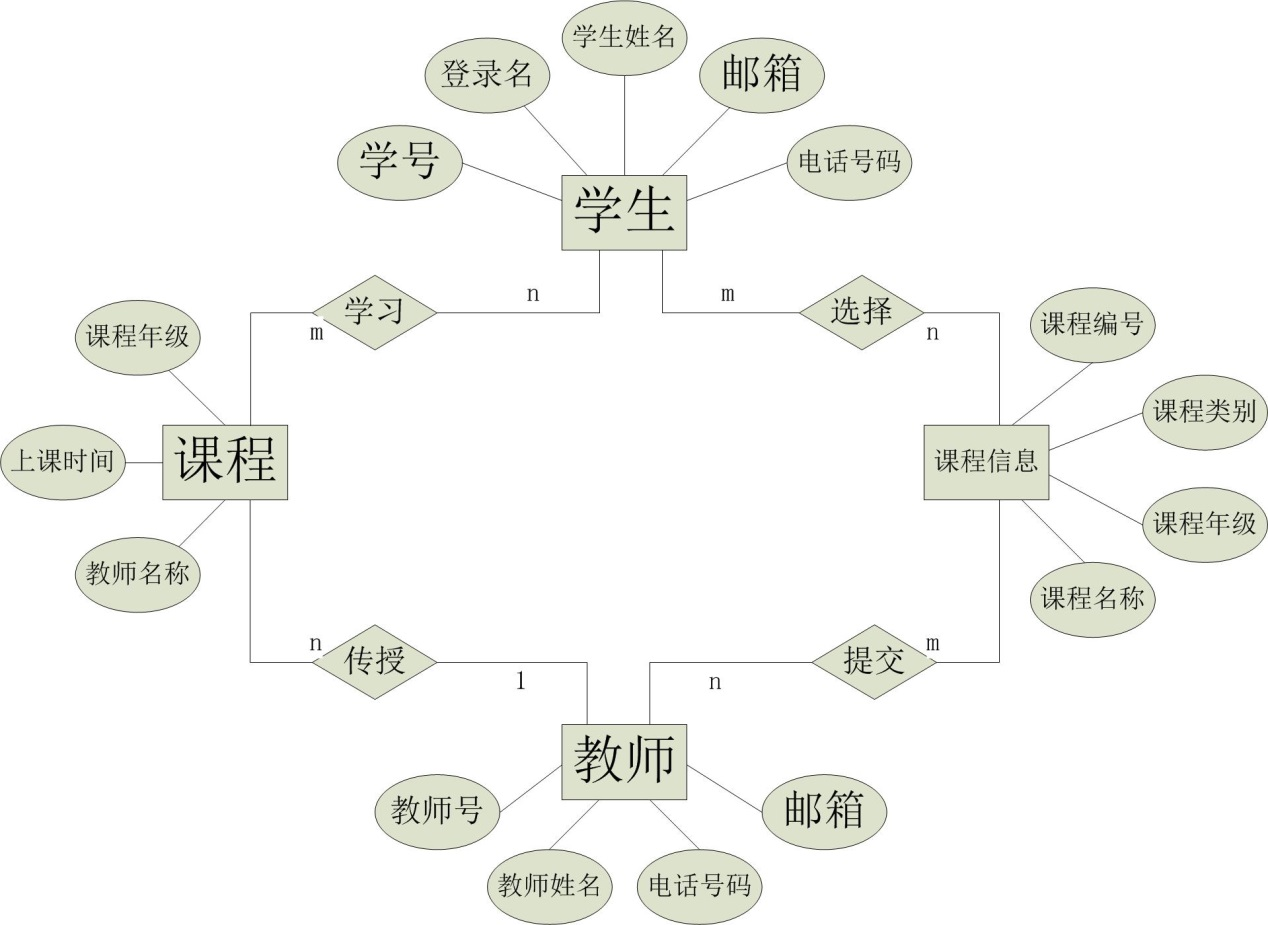 学生姓名
登录名
邮箱
学号
电话号码
学生
n
m
学习
选择
m
n
课程年级
课程编号
课程类别
课程
上课时间
课程信息
课程年级
教师名称
课程名称
n
传授
1
提交
m
n
教师
教师号
邮箱
教师姓名
电话号码